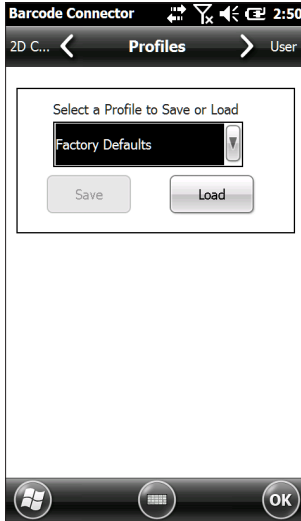 Barcode Connector 2:50
2D C... Profiles User
Select a Profile to Save or Load
Factory Defaults
Save Load
OK